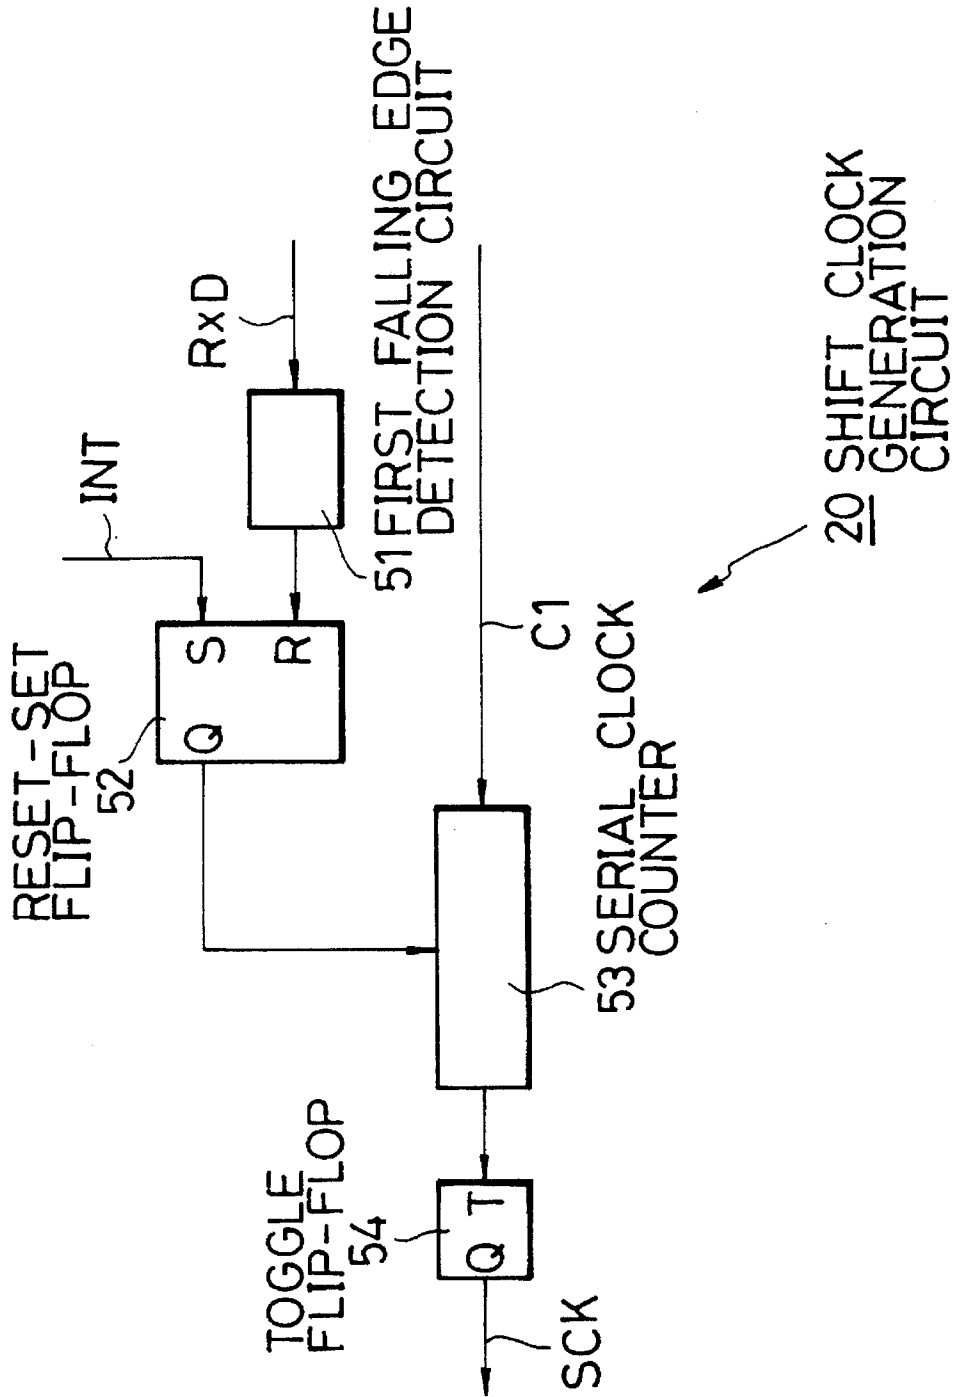 RESET-SET
FLIP-FLOP
52
INT
RxD
Q
S
R
51 FIRST FALLING EDGE
DETECTION CIRCUIT
TOGGLE
FLIP-FLOP
54
Q T
SCK
53 SERIAL CLOCK
COUNTER
C1
20 SHIFT CLOCK
GENERATION
CIRCUIT